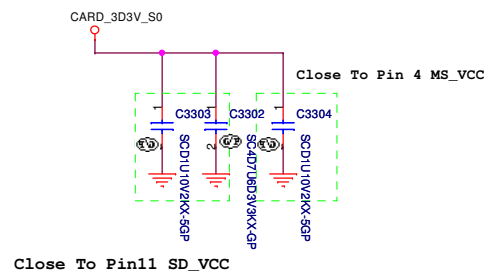 CARD_3D3V_S0
Close To Pin 4 MS_VCC
1
C3303
1
C3302
1
C3304
2
SCD1U10V2KX-5GP
SC4D7U6D3V3KX-GP
SCD1U10V2KX-5GP
Close To Pin11 SD_VCC